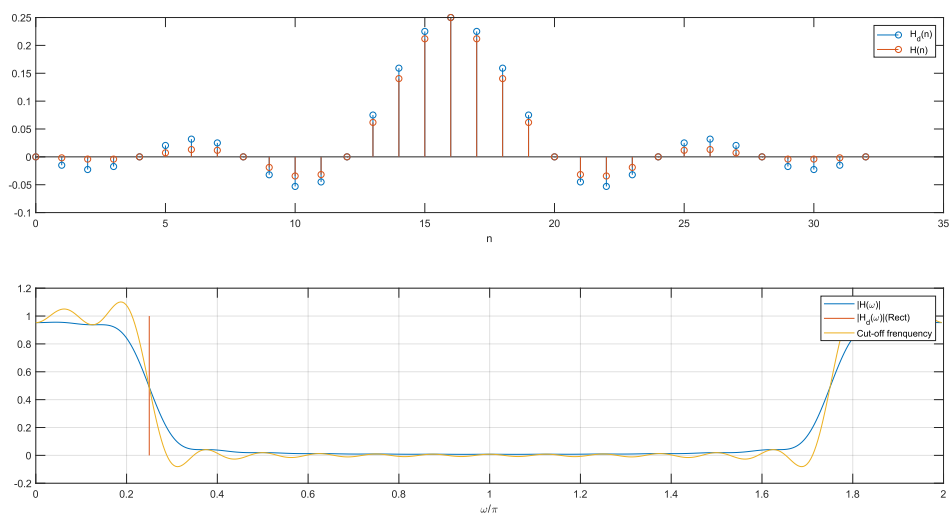 0.25
0.2
0.15
0.1
0.05
0
-0.05
-0.1
0 5 10 15 20 25 30 35
n
H_d(n)
H(n)
1.2
1
0.8
0.6
0.4
0.2
0
-0.2
0 0.2 0.4 0.6 0.8 1 1.2 1.4 1.6 1.8 2
ω/π
|H(ω)|
|H_d(ω)|(Rect)
Cut-off frenquency